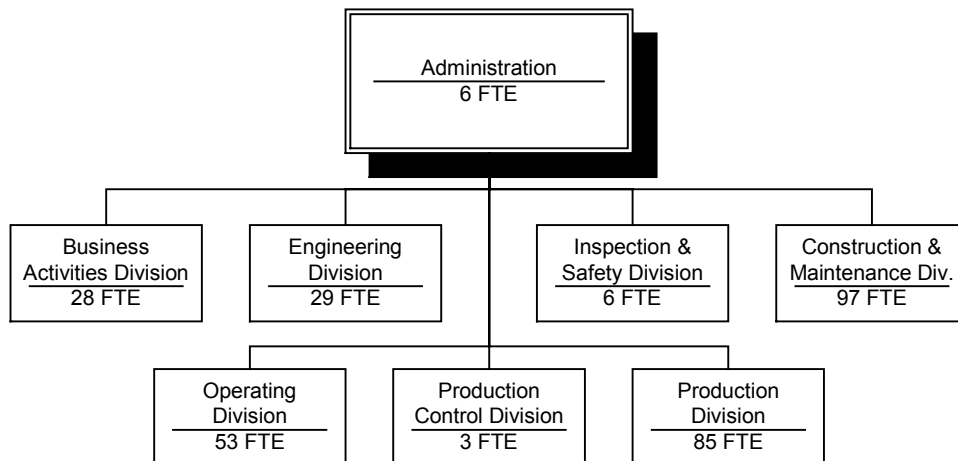 Administration
6 FTE
Business
Activities Division
28 FTE
Engineering
Division
29 FTE
Inspection &
Safety Division
6 FTE
Construction &
Maintenance Div.
97 FTE
Operating
Division
53 FTE
Production
Control Division
3 FTE
Production
Division
85 FTE